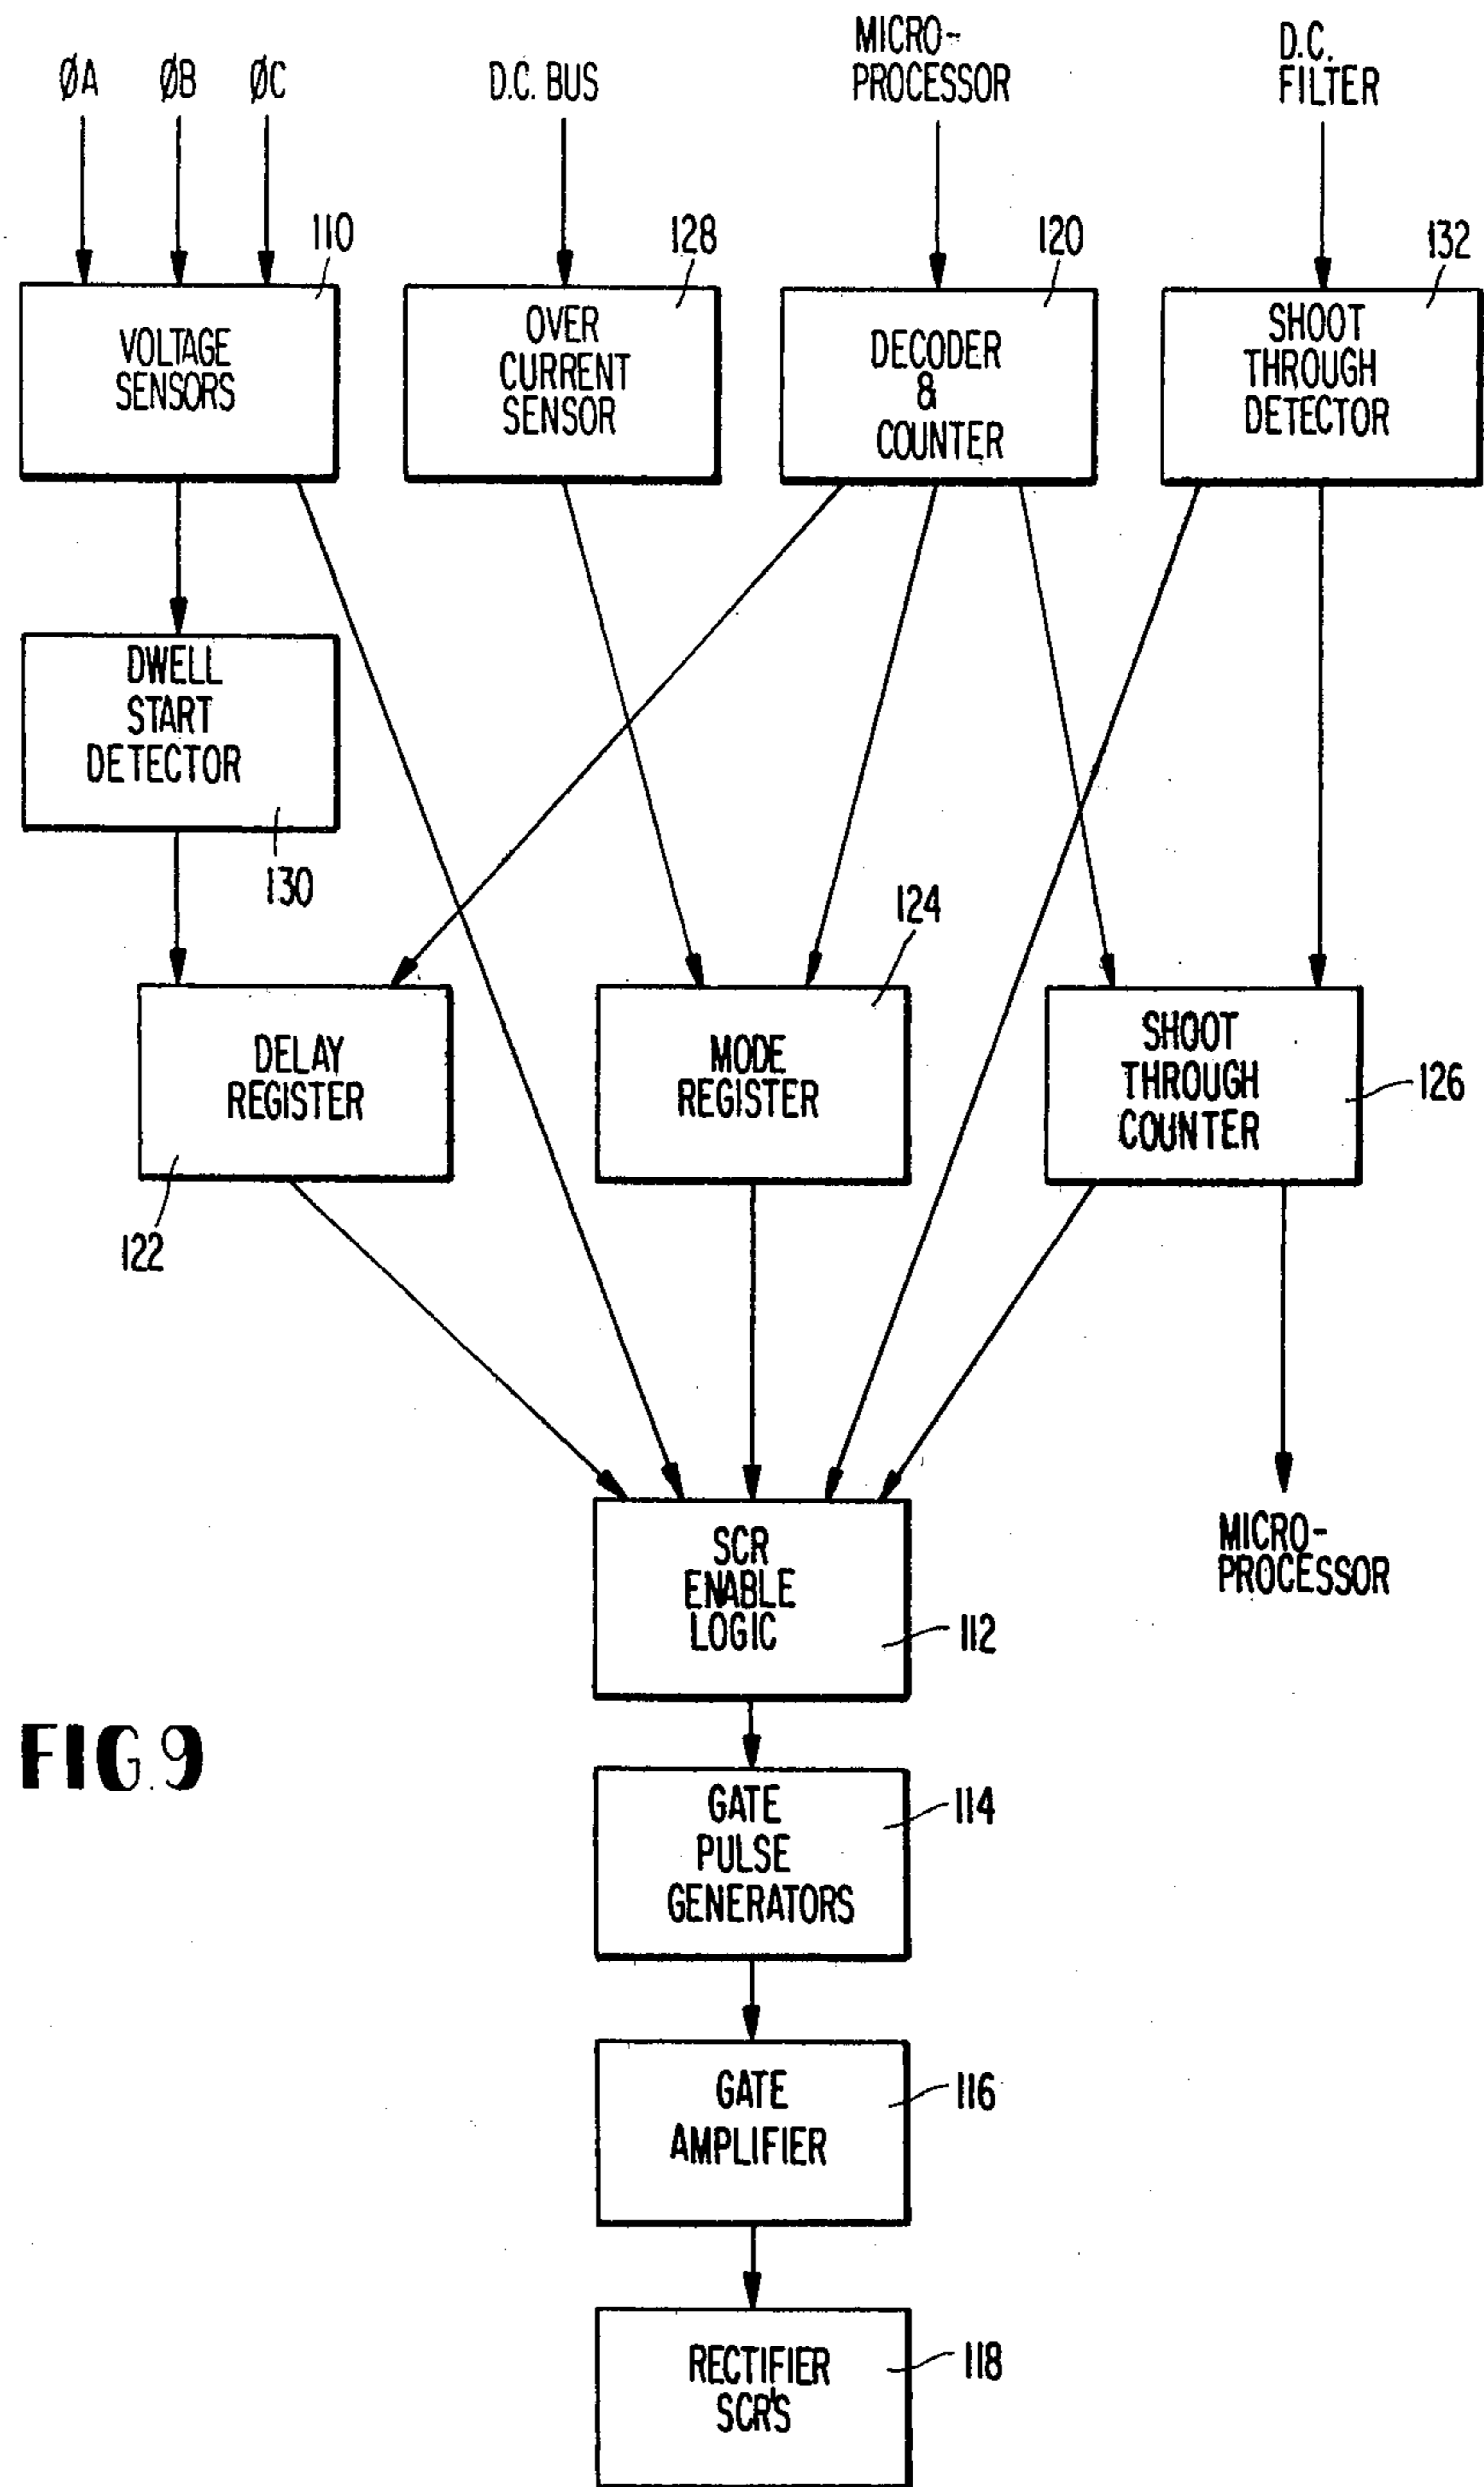 ØA ØB ØC
D.C. BUS
MICRO-
PROCESSOR
D.C.
FILTER
110
128
120
132
VOLTAGE
SENSORS
OVER
CURRENT
SENSOR
DECODER
&
COUNTER
SHOOT
THROUGH
DETECTOR
DWELL
START
DETECTOR
130
124
DELAY
REGISTER
MODE
REGISTER
SHOOT
THROUGH
COUNTER
126
122
SCR
ENABLE
LOGIC
112
MICRO-
PROCESSOR
FIG.9
GATE
PULSE
GENERATORS
114
GATE
AMPLIFIER
116
RECTIFIER
SCR'S
118